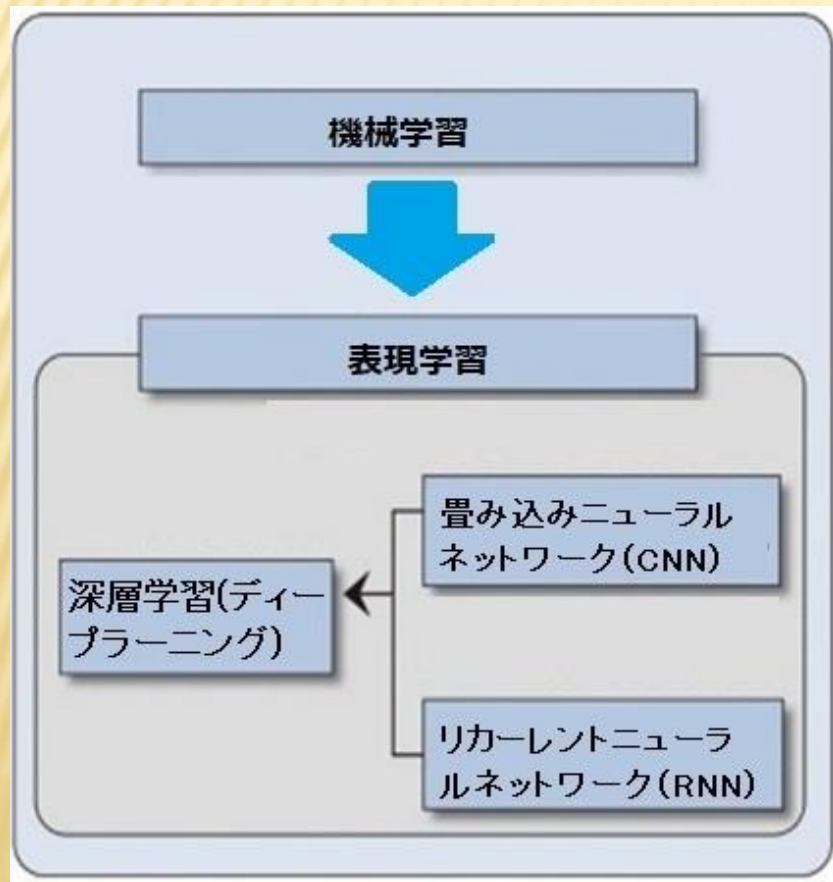 機械学習
表現学習
畳み込みニューラル
ネットワーク(CNN)
深層学習(ディー
プラーニング)
リカーレントニューラ
ルネットワーク(RNN)